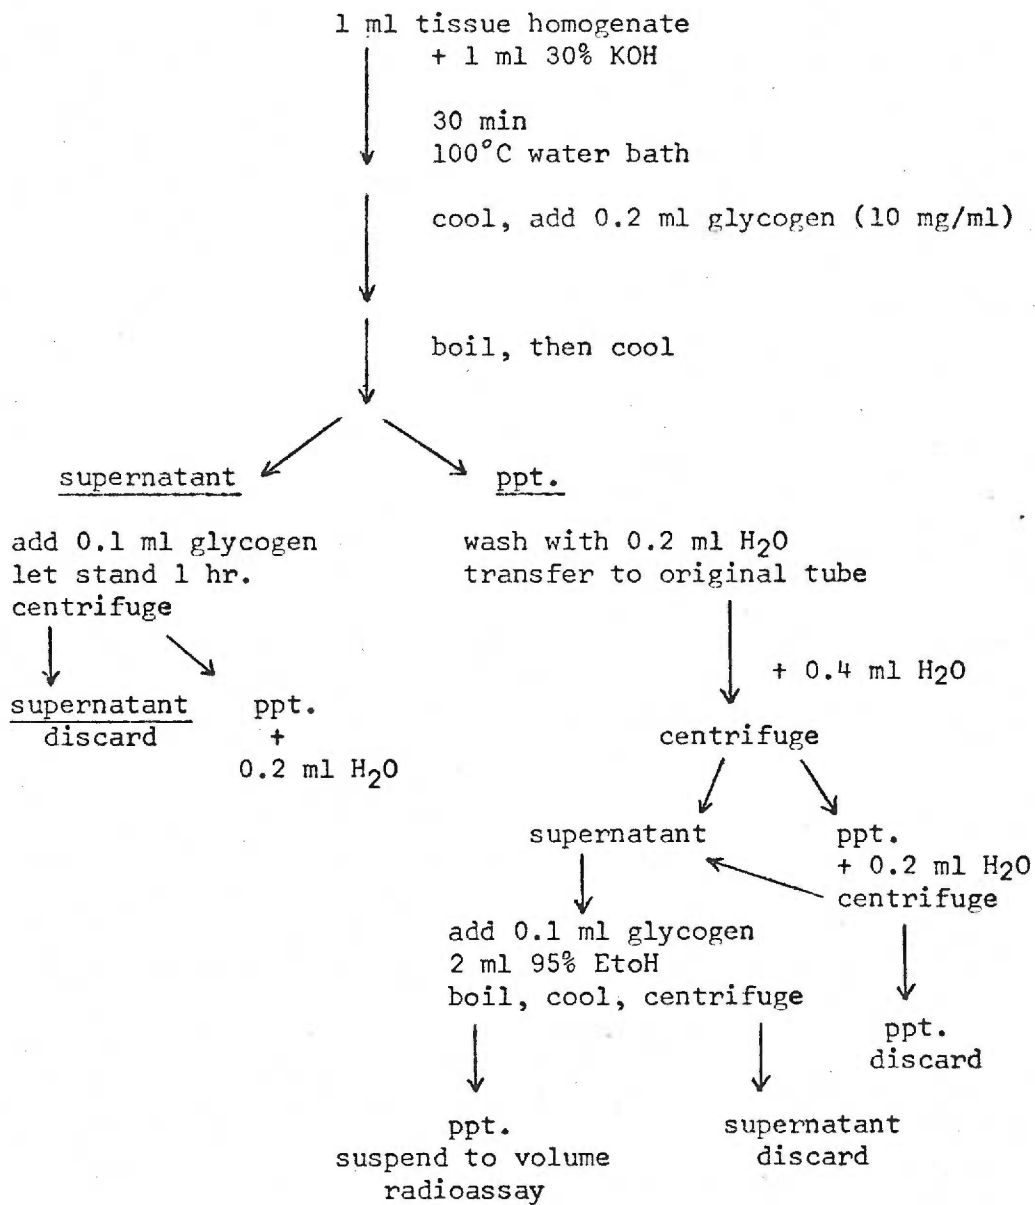 1 ml tissue homogenate
+ 1 ml 30% KOH
30 min
100°C water bath
cool, add 0.2 ml glycogen (10 mg/ml)
boil, then cool
supernatant
add 0.1 ml glycogen
let stand 1 hr.
centrifuge
supernatant
discard
ppt.
+
0.2 ml H₂O
ppt.
wash with 0.2 ml H₂O
transfer to original tube
+ 0.4 ml H₂O
centrifuge
supernatant
ppt.
+ 0.2 ml H₂O
centrifuge
add 0.1 ml glycogen
2 ml 95% EtoH
boil, cool, centrifuge
ppt.
discard
ppt.
suspend to volume
radioassay
supernatant
discard